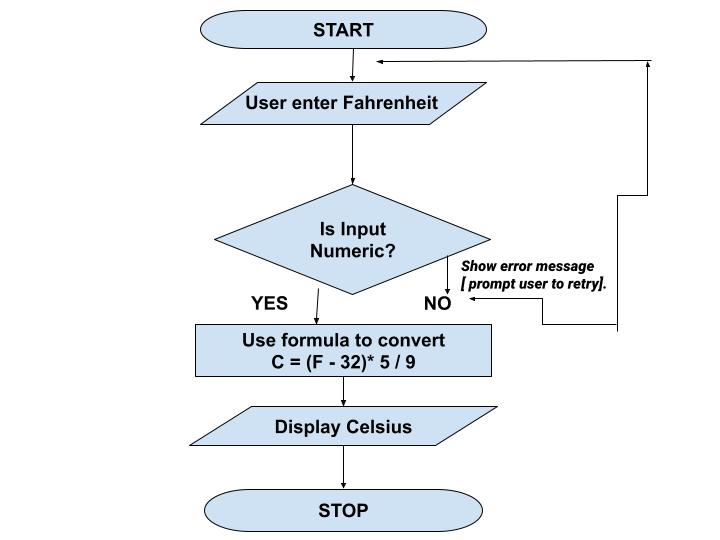 START
User enter Fahrenheit
Is Input
Numeric?
Show error message
[ prompt user to retry].
YES
NO
Use formula to convert
C = (F - 32)* 5 / 9
Display Celsius
STOP